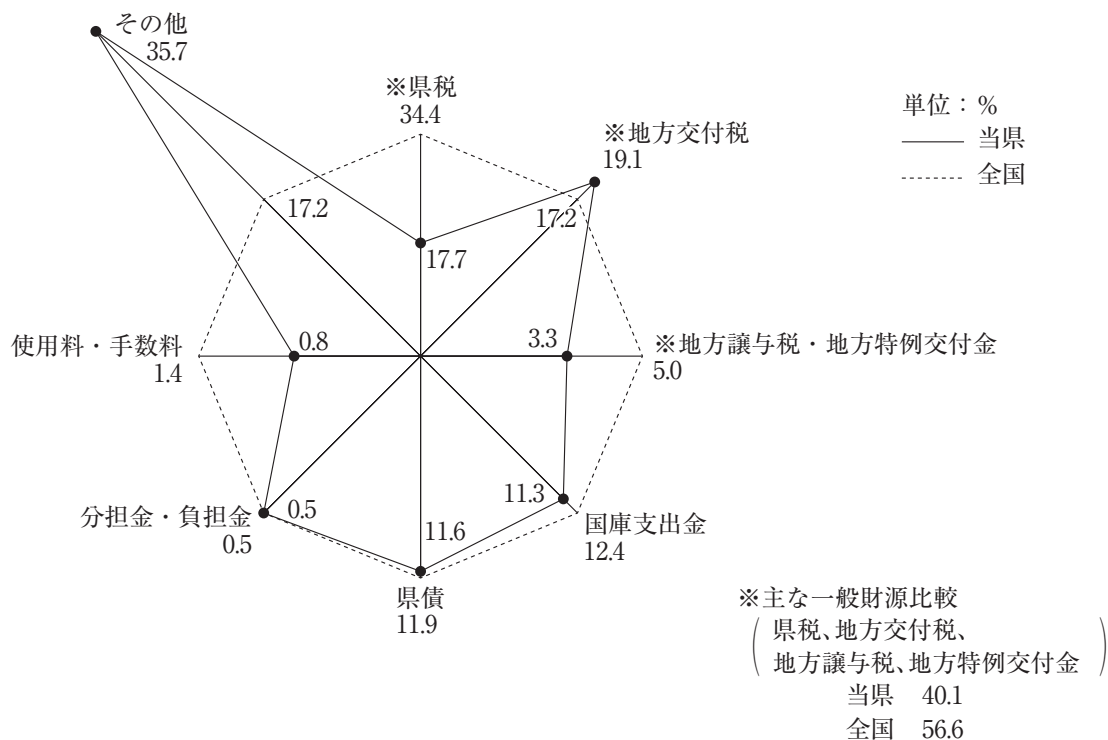 その他
35.7
※県税
34.4
※地方交付税
19.1
単位：%
当県
全国
17.2
17.2
17.7
使用料・手数料
1.4
0.8
3.3
※地方譲与税・地方特例交付金
5.0
分担金・負担金
0.5
0.5
11.6
11.3
国庫支出金
12.4
県債
11.9
※主な一般財源比較
（県税、地方交付税、
地方譲与税、地方特例交付金）
当県 40.1
全国 56.6